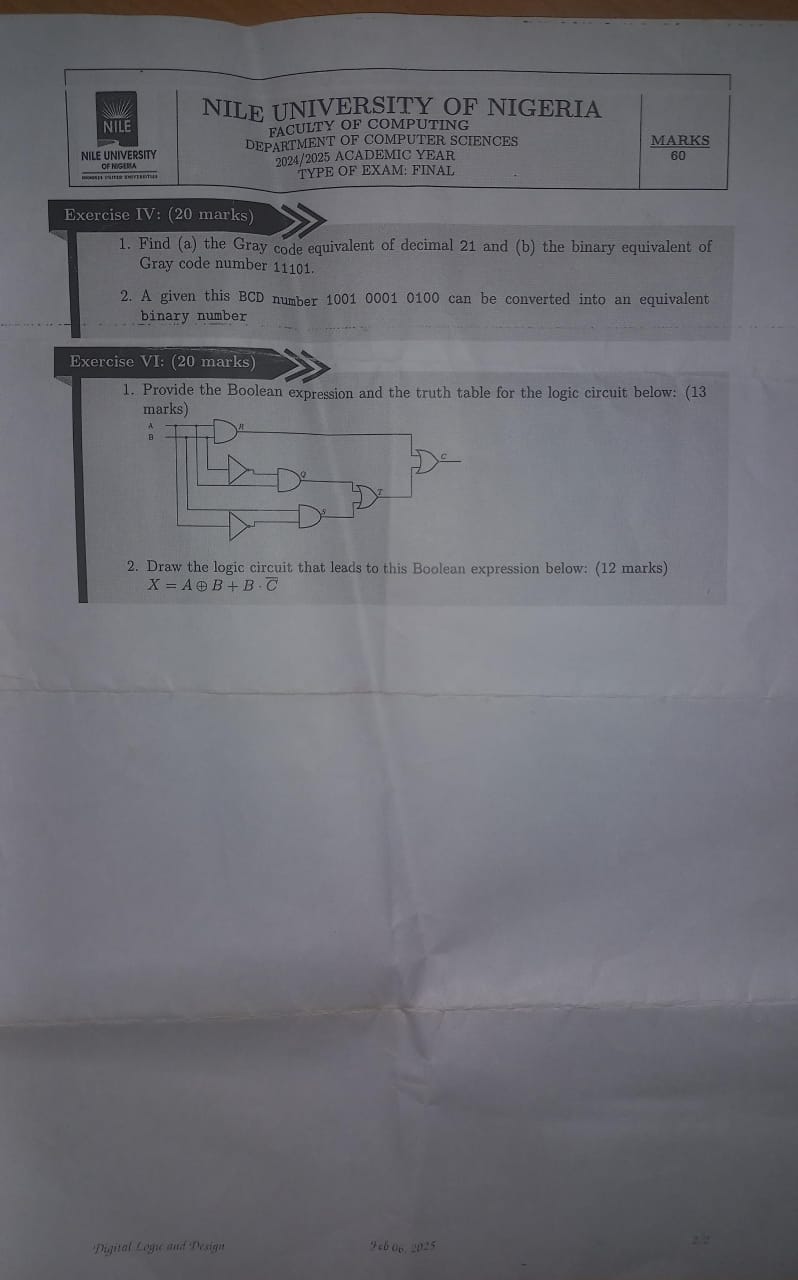 NILE
NILE UNIVERSITY
OF NIGERIA
NILE UNIVERSITY OF NIGERIA
FACULTY OF COMPUTING
DEPARTMENT OF COMPUTER SCIENCES
2024/2025 ACADEMIC YEAR
TYPE OF EXAM: FINAL
MARKS
60
Exercise IV: (20 marks)
1. Find (a) the Gray code equivalent of decimal 21 and (b) the binary equivalent of
Gray code number 11101.
2. A given this BCD number 1001 0001 0100 can be converted into an equivalent
binary number
Exercise VI: (20 marks)
1. Provide the Boolean expression and the truth table for the logic circuit below: (13
marks)
A
B
R
Q
S
T
C
2. Draw the logic circuit that leads to this Boolean expression below: (12 marks)
X = A ⊕ B + B · C̅
Digital Logic and Design
Feb 06, 2025
2/2